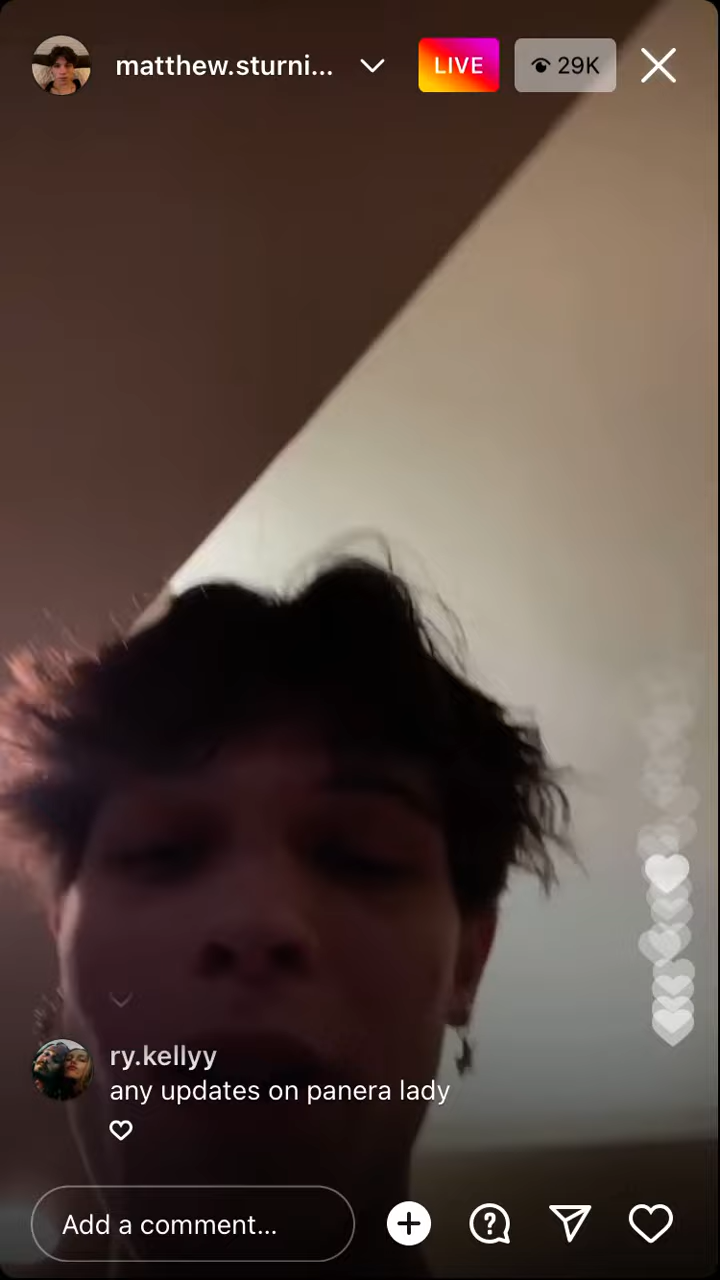 matthew.sturni... LIVE 29K
ry.kellyy
any updates on panera lady
Add a comment...